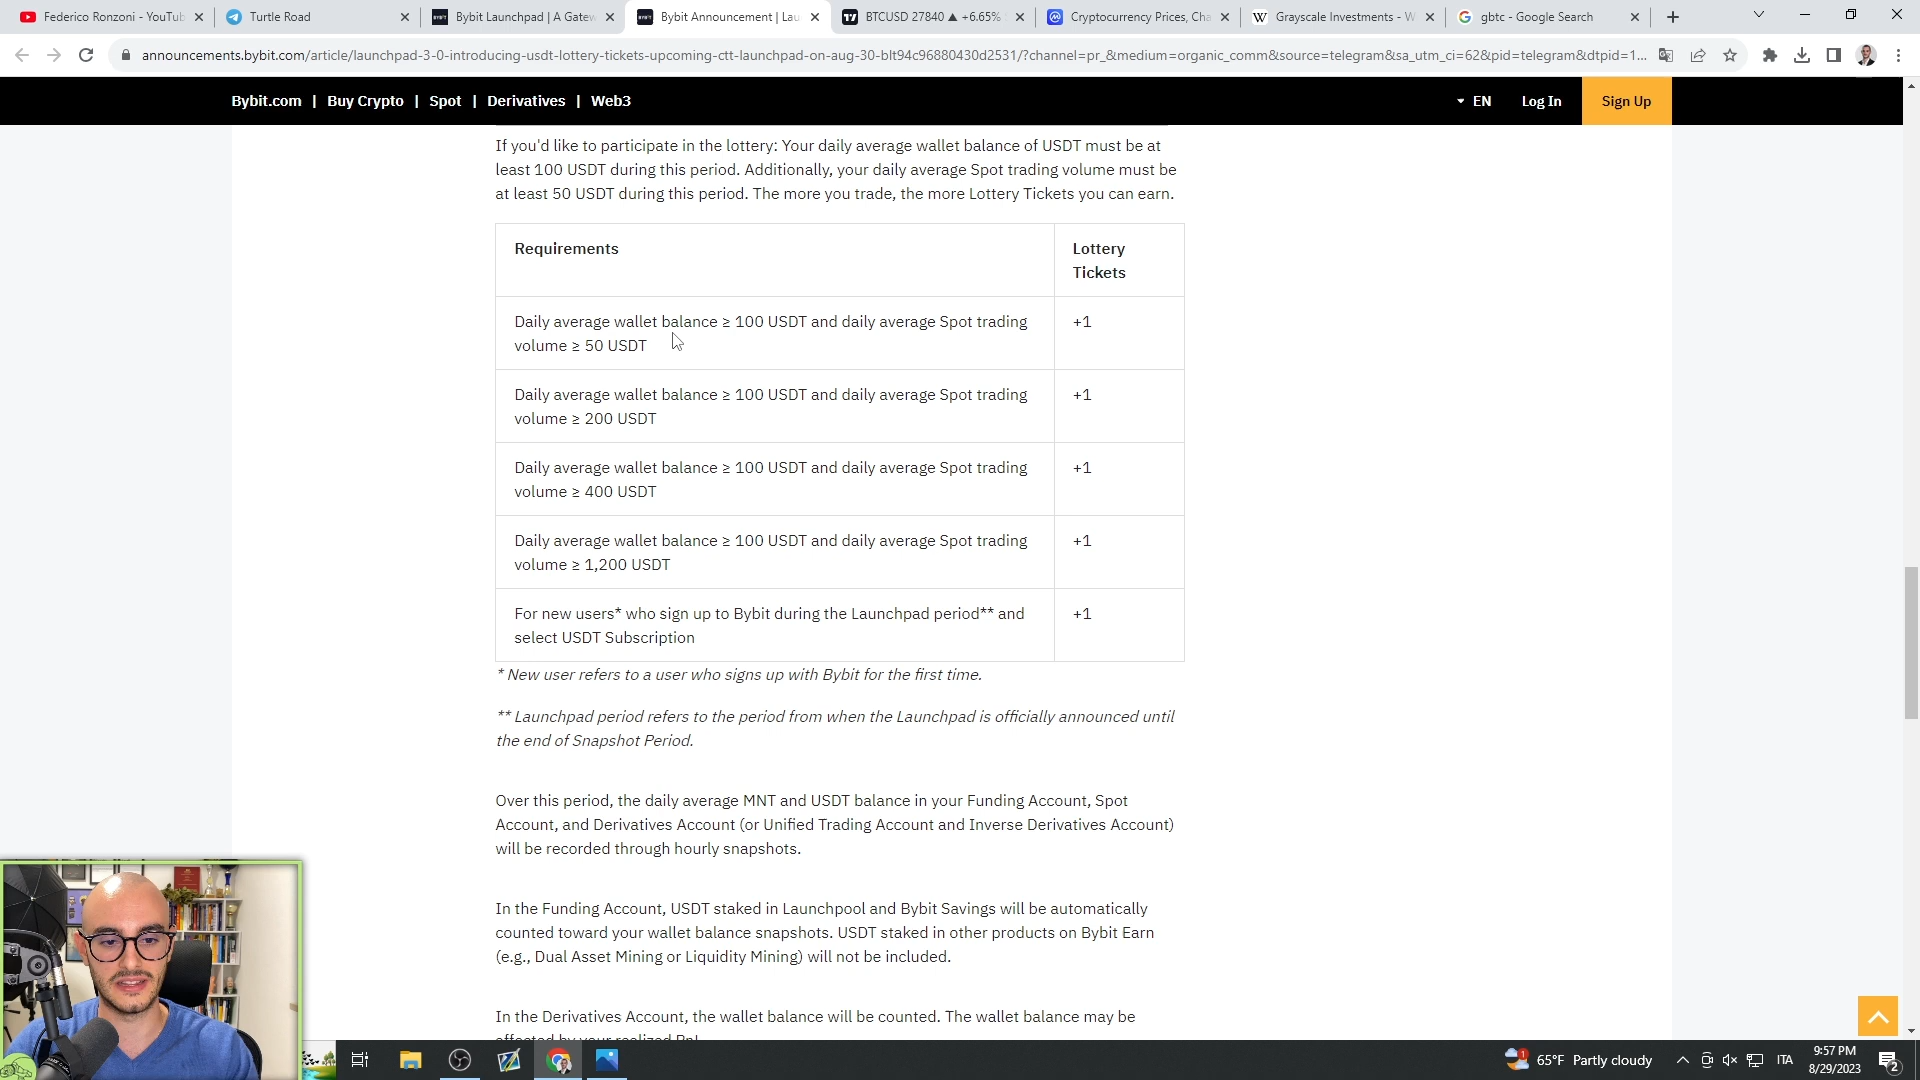 Federico Ronzoni - YouTub
Turtle Road
Bybit Launchpad | A Gatew
Bybit Announcement | Lau
BTCUSD 27840 ▲ +6.65%
Cryptocurrency Prices, Cha
Grayscale Investments - W
gbtc - Google Search
announcements.bybit.com/article/launchpad-3-0-introducing-usdt-lottery-tickets-upcoming-ctt-launchpad-on-aug-30-blt94c96880430d2531/?channel=pr_&medium=organic_comm&source=telegram&sa_utm_ci=62&pid=telegram&dtpid=1...
Bybit.com | Buy Crypto | Spot | Derivatives | Web3
EN
Log In
Sign Up
If you'd like to participate in the lottery: Your daily average wallet balance of USDT must be at
least 100 USDT during this period. Additionally, your daily average Spot trading volume must be
at least 50 USDT during this period. The more you trade, the more Lottery Tickets you can earn.
Requirements
Lottery
Tickets
Daily average wallet balance ≥ 100 USDT and daily average Spot trading
volume ≥ 50 USDT
+1
Daily average wallet balance ≥ 100 USDT and daily average Spot trading
volume ≥ 200 USDT
+1
Daily average wallet balance ≥ 100 USDT and daily average Spot trading
volume ≥ 400 USDT
+1
Daily average wallet balance ≥ 100 USDT and daily average Spot trading
volume ≥ 1,200 USDT
+1
For new users* who sign up to Bybit during the Launchpad period** and
select USDT Subscription
+1
* New user refers to a user who signs up with Bybit for the first time.
** Launchpad period refers to the period from when the Launchpad is officially announced until
the end of Snapshot Period.
Over this period, the daily average MNT and USDT balance in your Funding Account, Spot
Account, and Derivatives Account (or Unified Trading Account and Inverse Derivatives Account)
will be recorded through hourly snapshots.
In the Funding Account, USDT staked in Launchpool and Bybit Savings will be automatically
counted toward your wallet balance snapshots. USDT staked in other products on Bybit Earn
(e.g., Dual Asset Mining or Liquidity Mining) will not be included.
In the Derivatives Account, the wallet balance will be counted. The wallet balance may be
65°F Partly cloudy
ITA
9:57 PM
8/29/2023
2